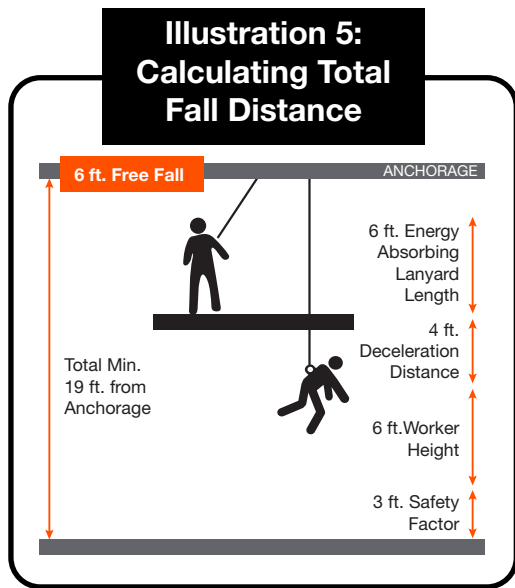 Illustration 5:
Calculating Total
Fall Distance
6 ft. Free Fall
ANCHORAGE
6 ft. Energy
Absorbing
Lanyard
Length
4 ft.
Deceleration
Distance
Total Min.
19 ft. from
Anchorage
6 ft.Worker
Height
3 ft. Safety
Factor